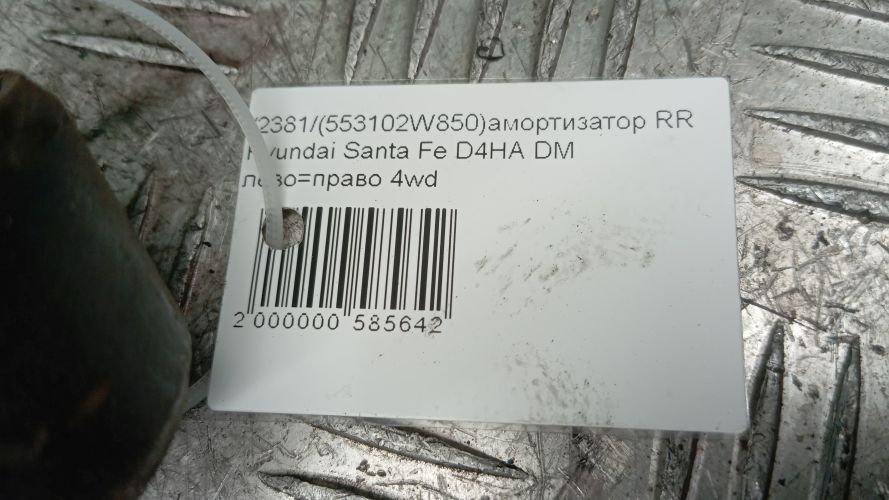 /2381/(553102W850)амортизатор RR
Hyundai Santa Fe D4HA DM
лево=право 4wd
2 000000 585642